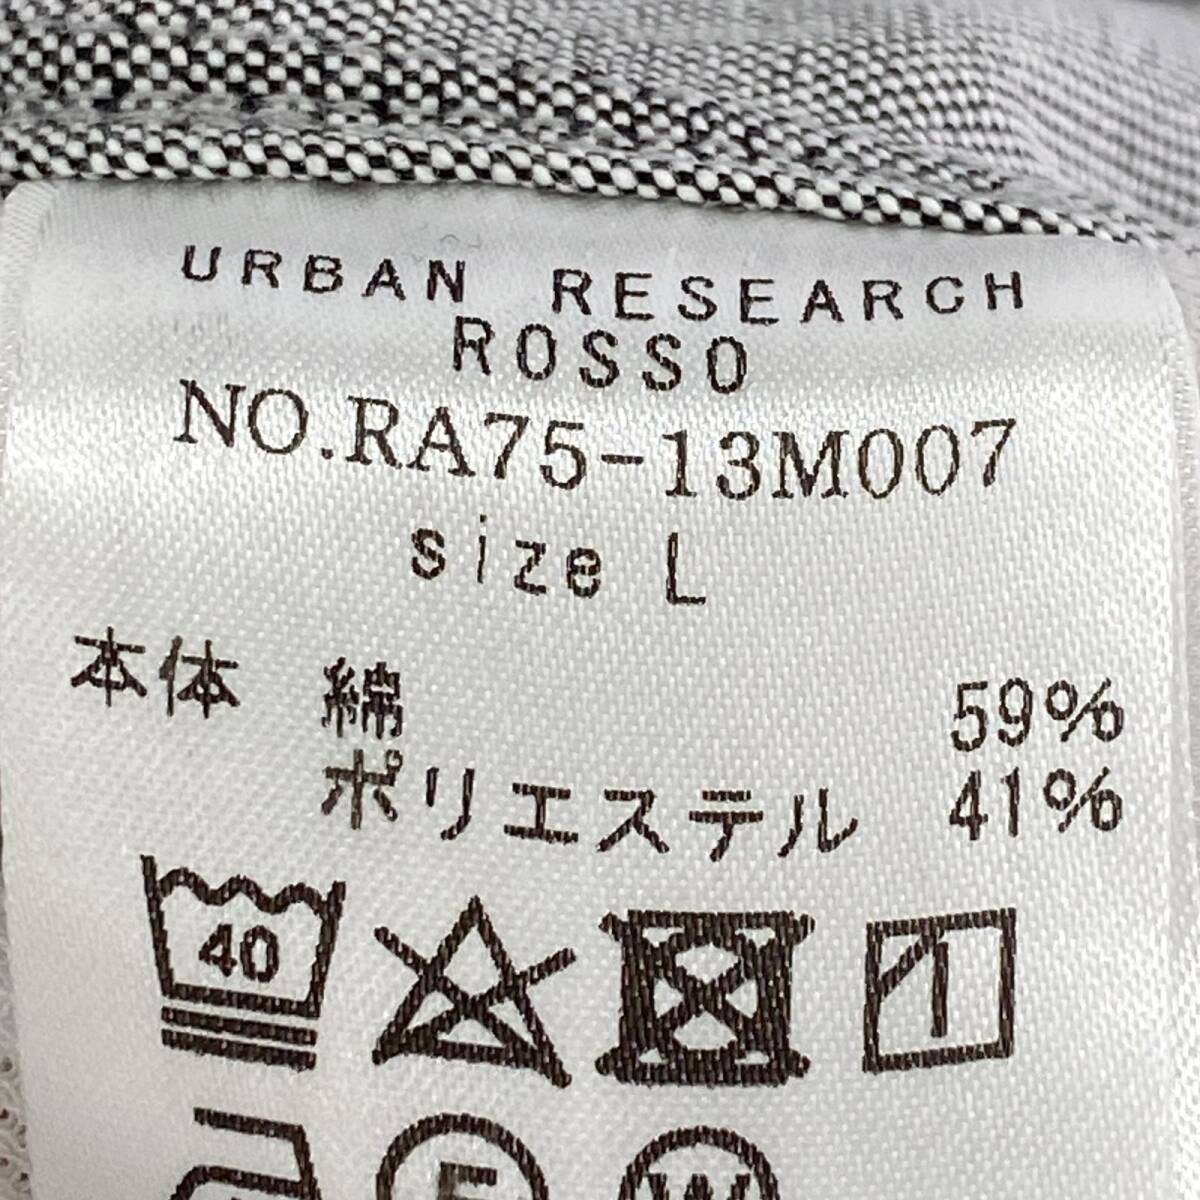 URBAN RESEARCH
ROSSO
NO.RA75-13M007
size L
本体 綿 59%
ポリエステル 41%
40
F W